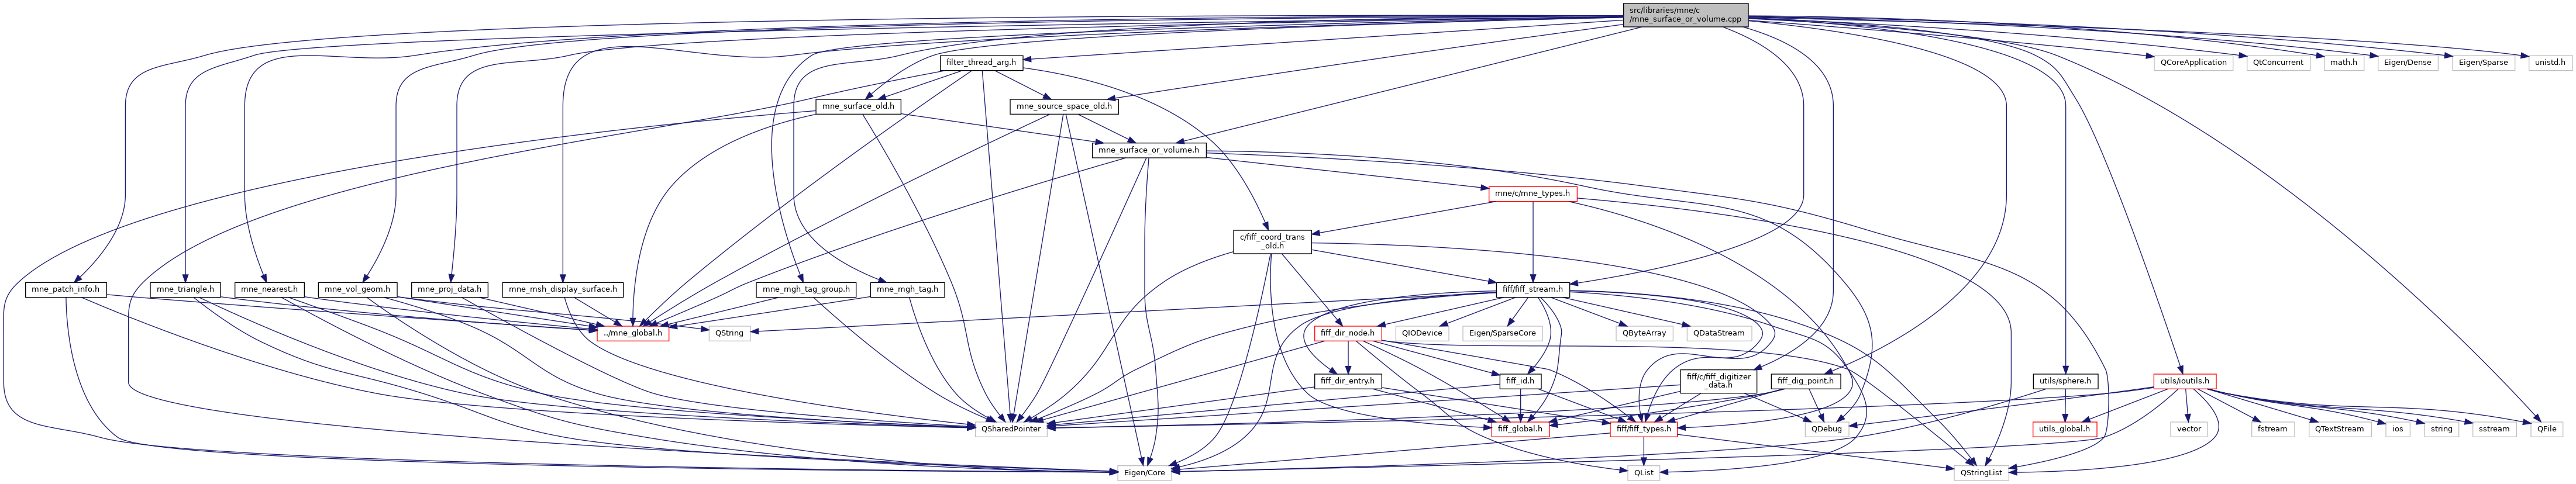 src/libraries/mne/c
/mne_surface_or_volume.cpp
filter_thread_arg.h
QCoreApplication
QtConcurrent
math.h
Eigen/Dense
Eigen/Sparse
unistd.h
mne_surface_old.h
mne_source_space_old.h
mne_surface_or_volume.h
mne/c/mne_types.h
c/fiff_coord_trans
_old.h
mne_patch_info.h
mne_triangle.h
mne_nearest.h
mne_vol_geom.h
mne_proj_data.h
mne_msh_display_surface.h
mne_mgh_tag_group.h
mne_mgh_tag.h
fiff/fiff_stream.h
../mne_global.h
QString
fiff_dir_node.h
QIODevice
Eigen/SparseCore
QByteArray
QDataStream
fiff_dir_entry.h
fiff_id.h
fiff/c/fiff_digitizer
_data.h
fiff_dig_point.h
utils/sphere.h
utils/ioutils.h
QSharedPointer
fiff_global.h
fiff/fiff_types.h
QDebug
utils_global.h
vector
fstream
QTextStream
ios
string
sstream
QFile
Eigen/Core
QList
QStringList